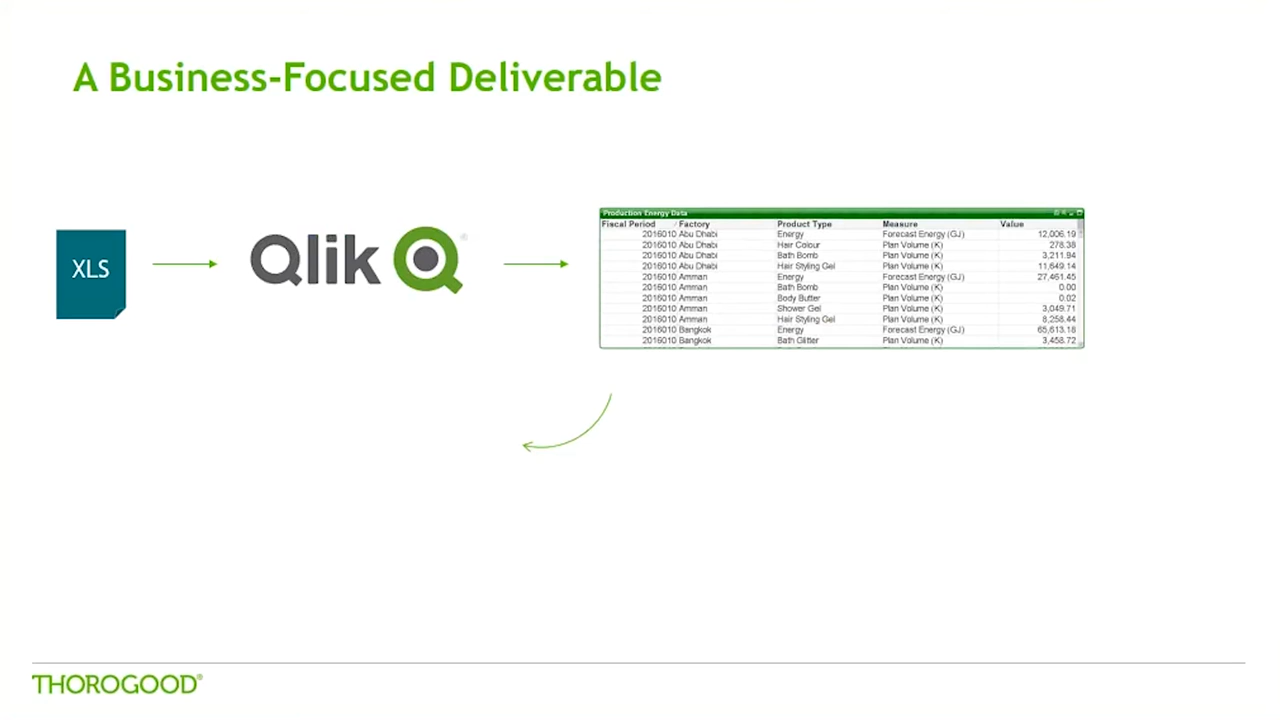 A Business-Focused Deliverable
XLS
Qlik Q®
Production Energy Data
Fiscal Period Factory Product Type Measure Value
2016010 Abu Dhabi Energy Forecast Energy (GJ) 12,006.19
2016010 Abu Dhabi Hair Colour Plan Volume (K) 278.38
2016010 Abu Dhabi Bath Bomb Plan Volume (K) 3,211.94
2016010 Abu Dhabi Hair Styling Gel Plan Volume (K) 11,649.14
2016010 Amman Energy Forecast Energy (GJ) 27,461.45
2016010 Amman Bath Bomb Plan Volume (K) 0.00
2016010 Amman Body Butter Plan Volume (K) 0.02
2016010 Amman Shower Gel Plan Volume (K) 3,049.71
2016010 Amman Hair Styling Gel Plan Volume (K) 8,258.44
2016010 Bangkok Energy Forecast Energy (GJ) 65,613.18
2016010 Bangkok Bath Glitter Plan Volume (K) 3,458.72
THOROGOOD®